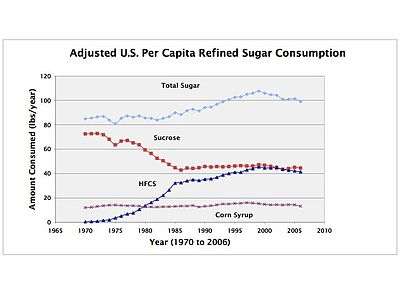 Adjusted U.S. Per Capita Refined Sugar Consumption
120
100
80
60
40
20
0
Amount Consumed (lbs/year)
Total Sugar
Sucrose
HFCS
Corn Syrup
1965 1970 1975 1980 1985 1990 1995 2000 2005 2010
Year (1970 to 2006)